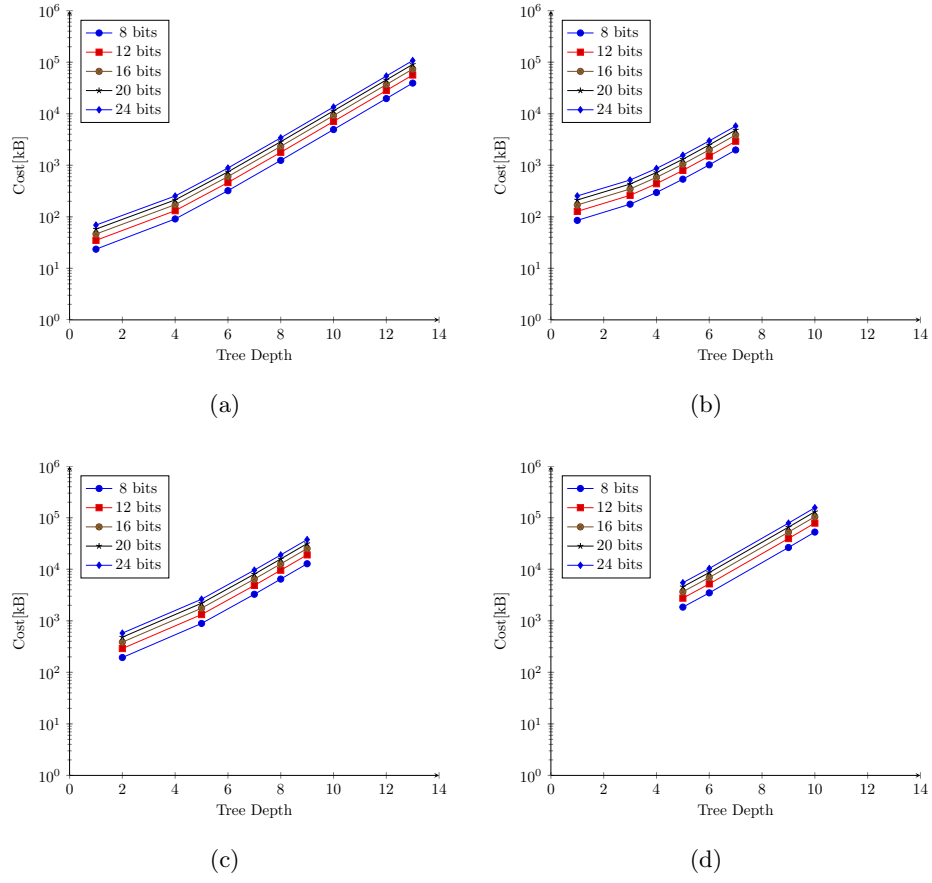 10^6
10^5
10^4
10^3
10^2
10^1
10^0
Cost[kB]
8 bits
12 bits
16 bits
20 bits
24 bits
0 2 4 6 8 10 12 14
Tree Depth
(a)
10^6
10^5
10^4
10^3
10^2
10^1
10^0
Cost[kB]
8 bits
12 bits
16 bits
20 bits
24 bits
0 2 4 6 8 10 12 14
Tree Depth
(b)
10^6
10^5
10^4
10^3
10^2
10^1
10^0
Cost[kB]
8 bits
12 bits
16 bits
20 bits
24 bits
0 2 4 6 8 10 12 14
Tree Depth
(c)
10^6
10^5
10^4
10^3
10^2
10^1
10^0
Cost[kB]
8 bits
12 bits
16 bits
20 bits
24 bits
0 2 4 6 8 10 12 14
Tree Depth
(d)